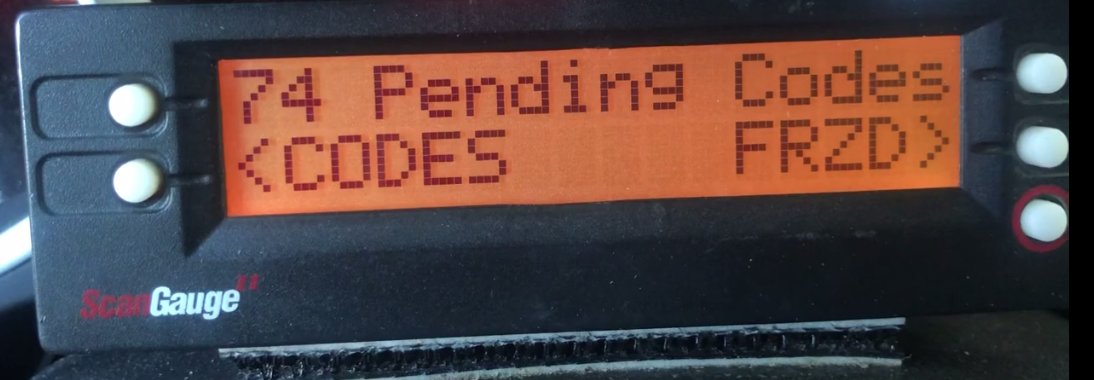 74 Pending Codes
<CODES FRZD>
ScanGauge II